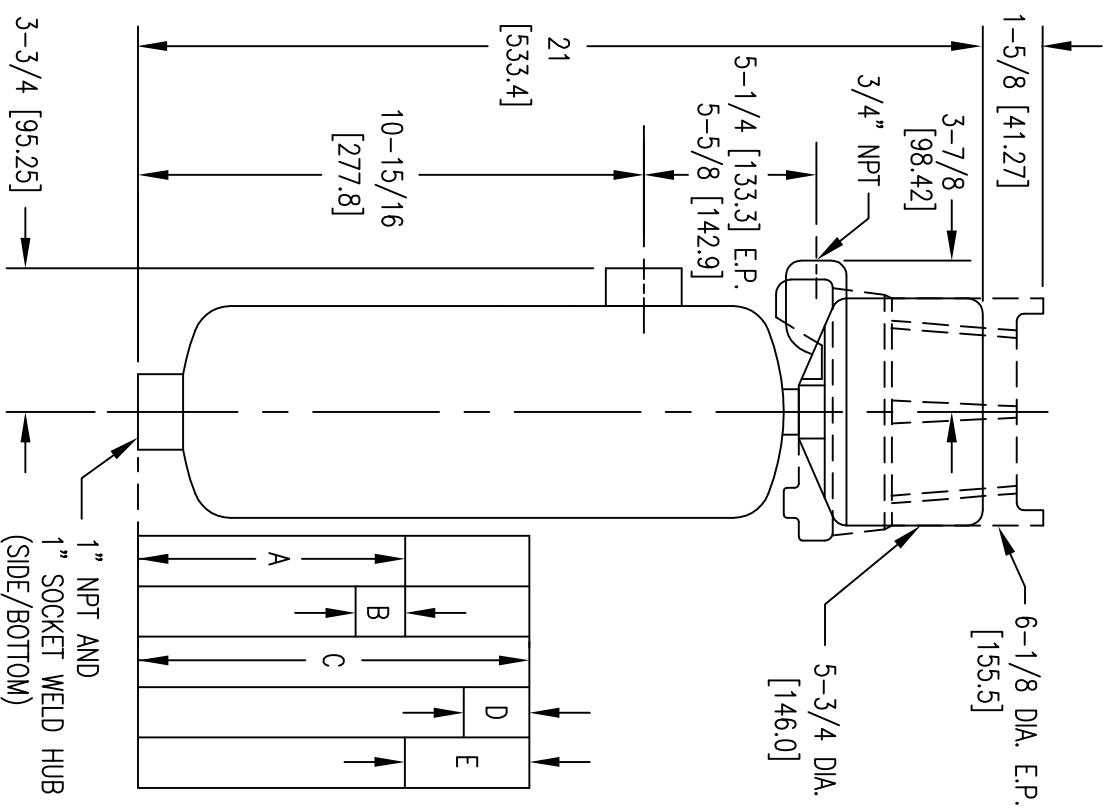 1-5/8 [41.27]
21
[533.4]
3-7/8
[98.42]
3/4" NPT
5-1/4 [133.3] E.P.
5-5/8 [142.9]
10-15/16
[277.8]
3-3/4 [95.25]
6-1/8 DIA. E.P.
[155.5]
5-3/4 DIA.
[146.0]
A
B
C
D
E
1" NPT AND
1" SOCKET WELD HUB
(SIDE/BOTTOM)